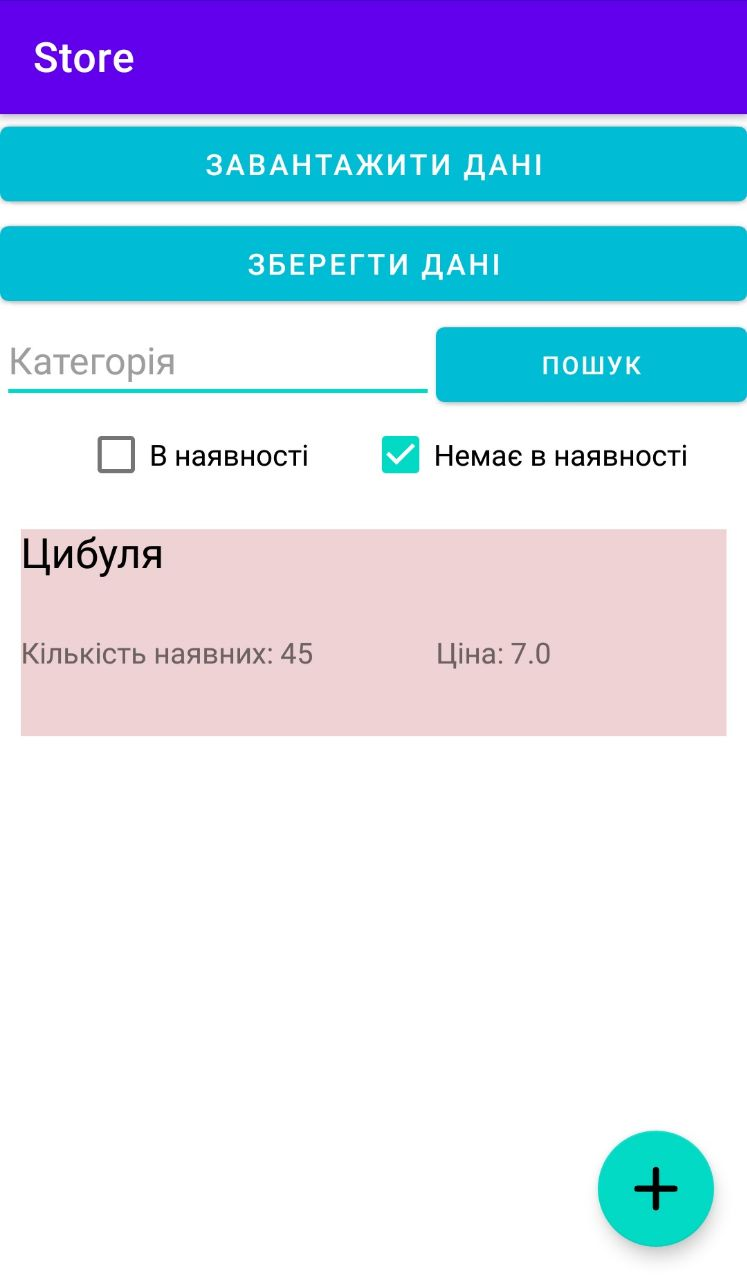 Store
ЗАВАНТАЖИТИ ДАНІ
ЗБЕРЕГТИ ДАНІ
Категорія
ПОШУК
В наявності
Немає в наявності
Цибуля
Кількість наявних: 45
Ціна: 7.0